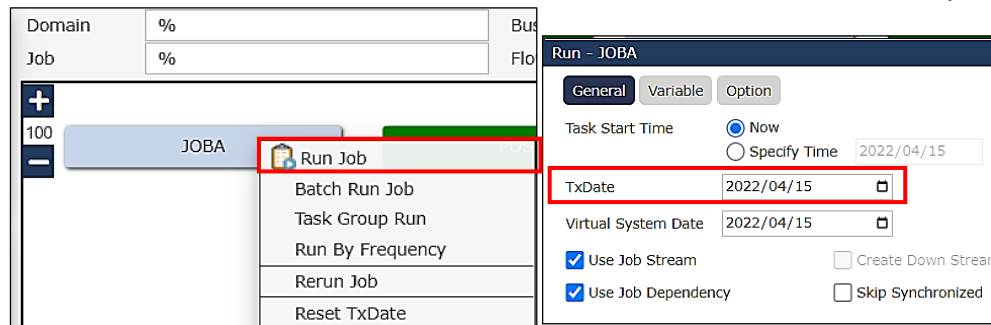 Domain % Bus
Job % Flo
100
JOBA
Run Job
Batch Run Job
Task Group Run
Run By Frequency
Rerun Job
Reset TxDate
Run - JOBA
General Variable Option
Task Start Time Now
Specify Time 2022/04/15
TxDate 2022/04/15
Virtual System Date 2022/04/15
Use Job Stream Create Down Strea
Use Job Dependency Skip Synchronized